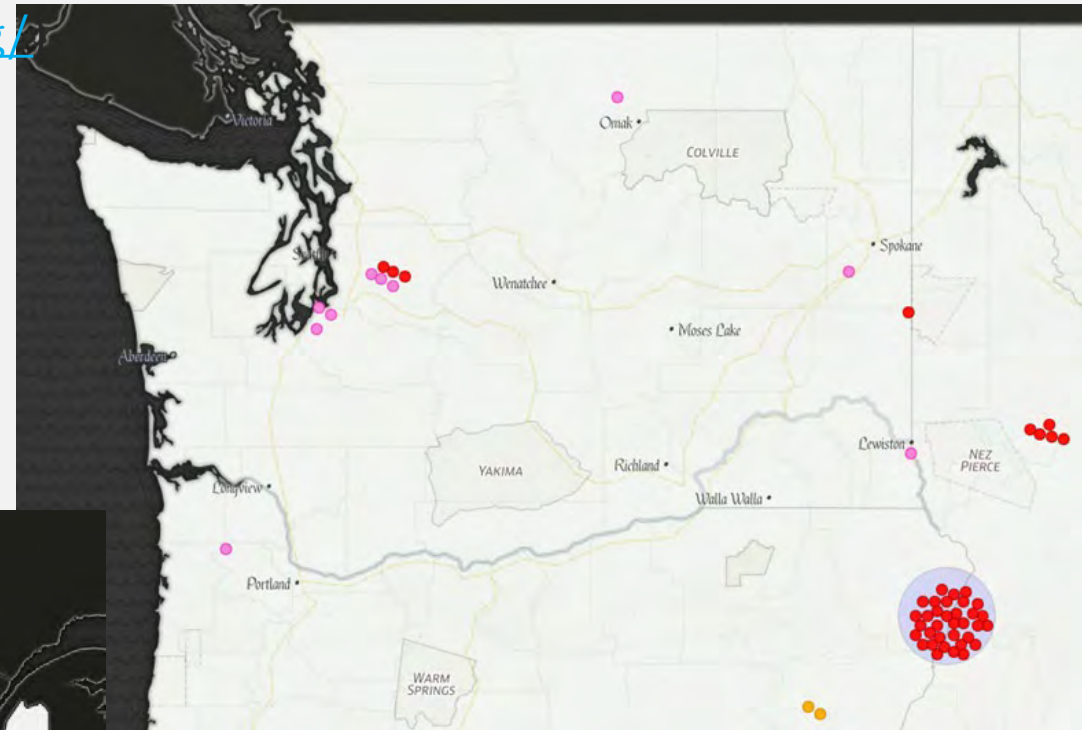 g/
Victoria
Omak
COLVILLE
Spokane
Wenatchee
Moses Lake
Aberdeen
Lewiston
NEZ
PIERCE
YAKIMA
Richland
Longview
Walla Walla
Portland
WARM
SPRINGS